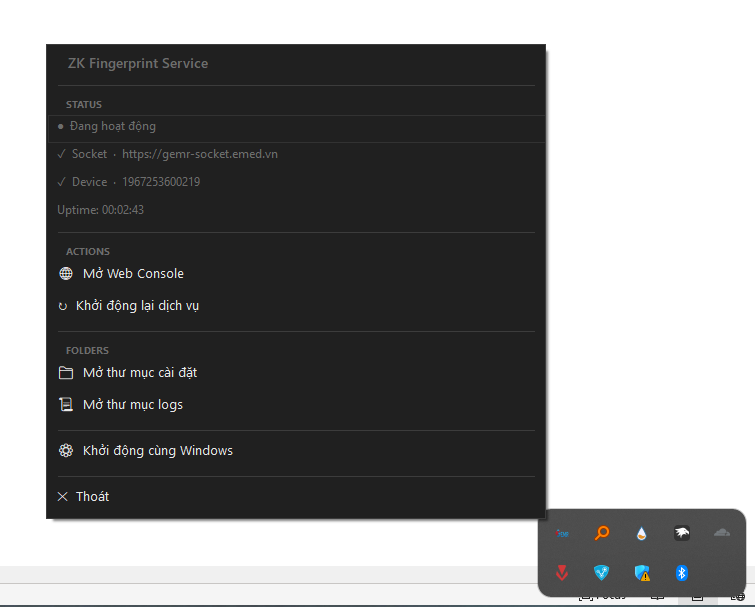 ZK Fingerprint Service
STATUS
● Đang hoạt động
✓ Socket · https://gemr-socket.emed.vn
✓ Device · 1967253600219
Uptime: 00:02:43
ACTIONS
Mở Web Console
↻ Khởi động lại dịch vụ
FOLDERS
Mở thư mục cài đặt
Mở thư mục logs
Khởi động cùng Windows
Thoát